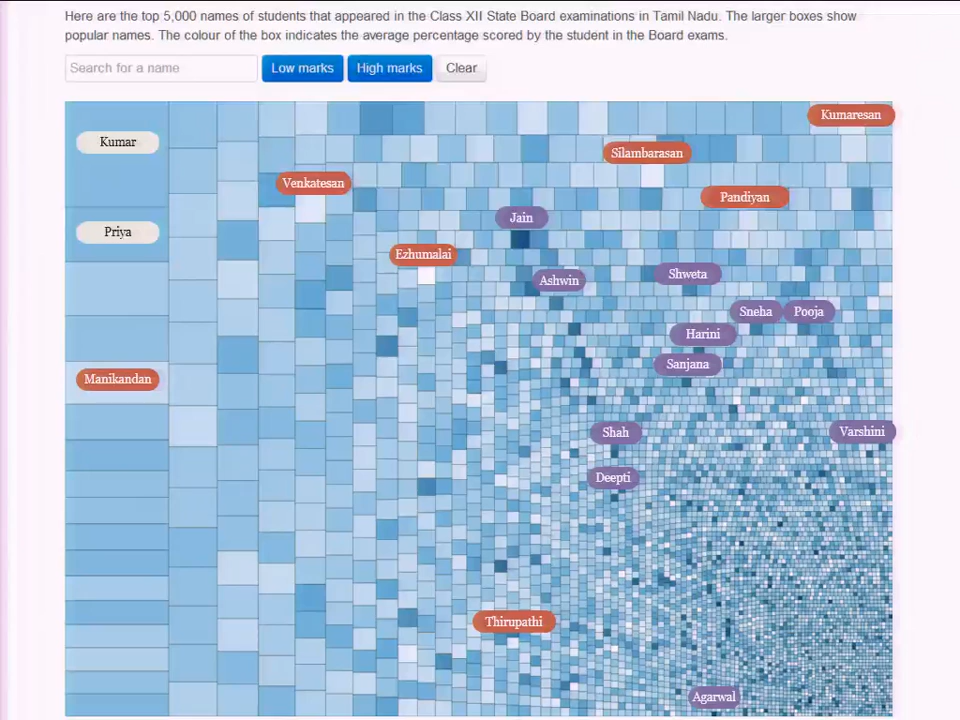 Here are the top 5,000 names of students that appeared in the Class XII State Board examinations in Tamil Nadu. The larger boxes show
popular names. The colour of the box indicates the average percentage scored by the student in the Board exams.
Search for a name Low marks High marks Clear
Kumaresan
Kumar
Silambarasan
Venkatesan
Pandiyan
Jain
Priya
Ezhumalai
Shweta
Ashwin
Sneha Pooja
Harini
Sanjana
Manikandan
Shah
Varshini
Deepti
Thirupathi
Agarwal